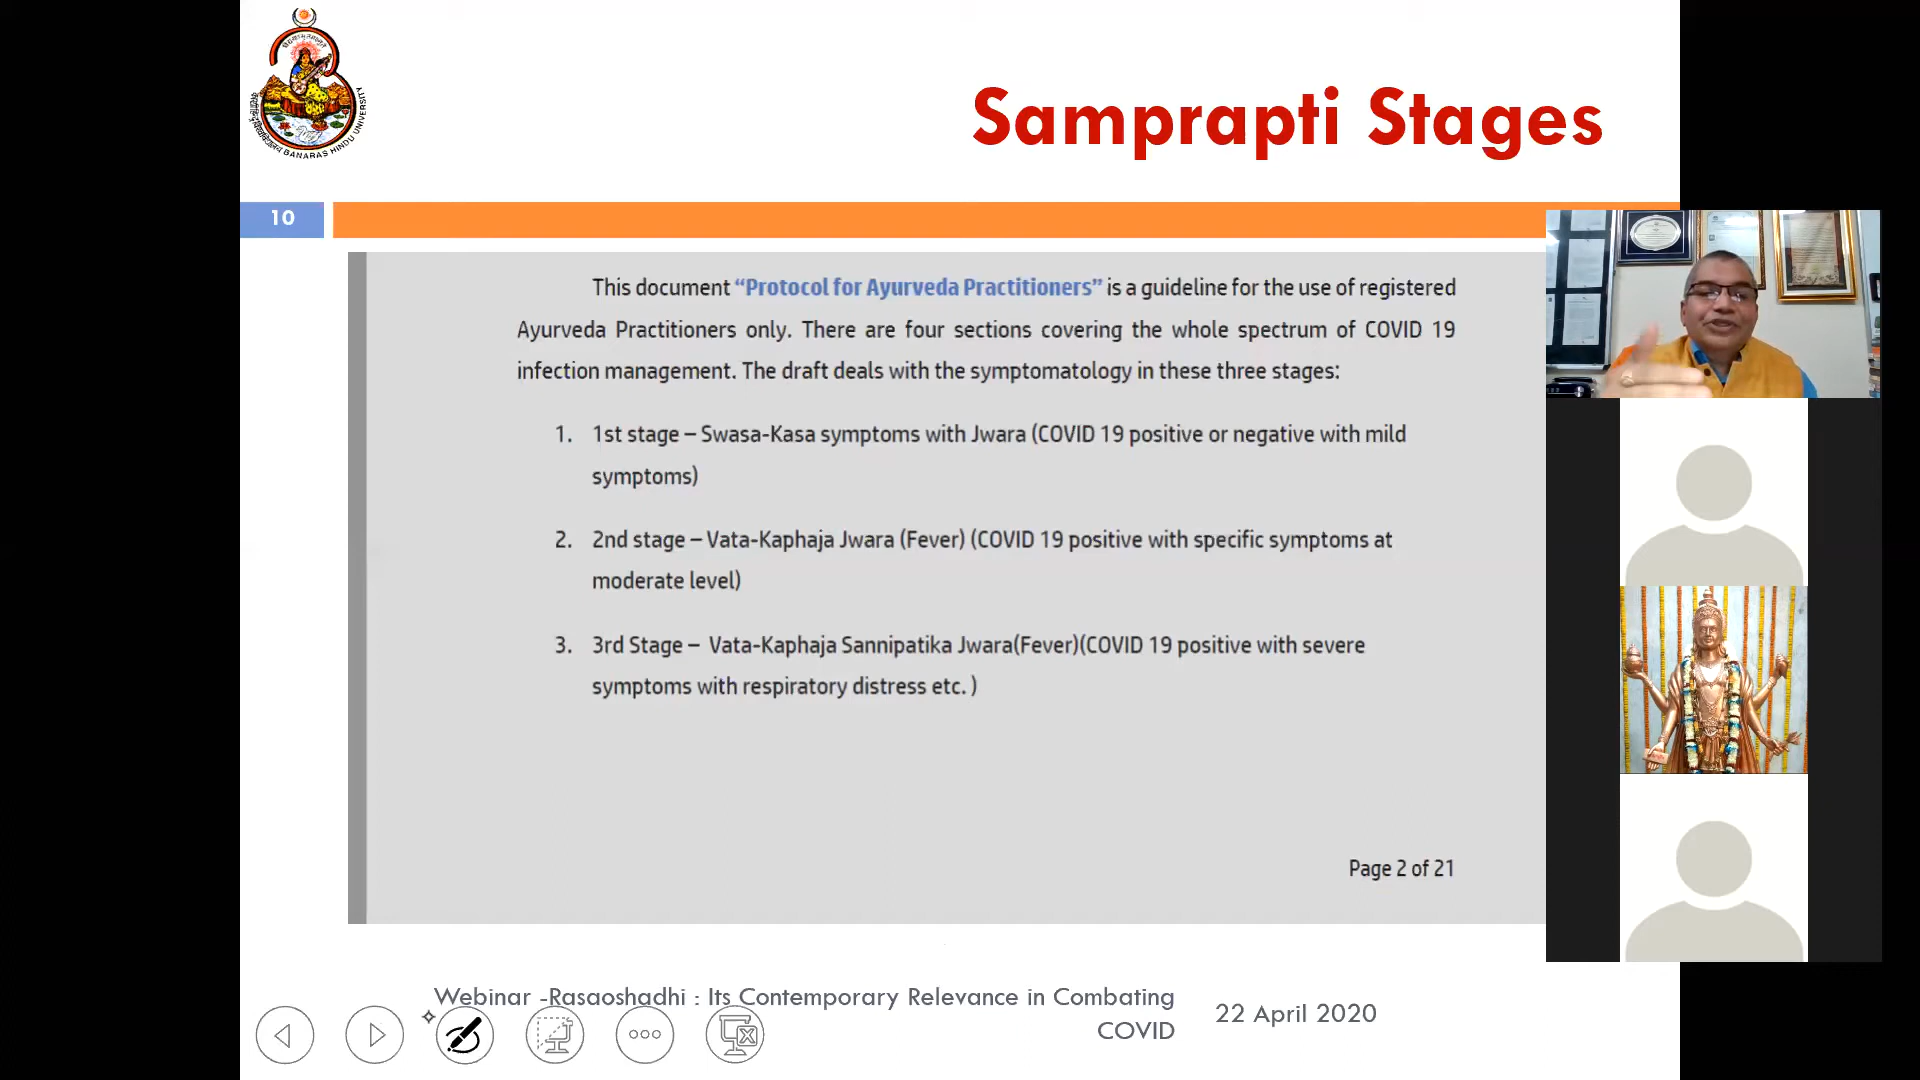 BANARAS HINDU UNIVERSITY
Samprapti Stages
10
This document “Protocol for Ayurveda Practitioners” is a guideline for the use of registered
Ayurveda Practitioners only. There are four sections covering the whole spectrum of COVID 19
infection management. The draft deals with the symptomatology in these three stages:
1. 1st stage – Swasa-Kasa symptoms with Jwara (COVID 19 positive or negative with mild
symptoms)
2. 2nd stage – Vata-Kaphaja Jwara (Fever) (COVID 19 positive with specific symptoms at
moderate level)
3. 3rd Stage – Vata-Kaphaja Sannipatika Jwara(Fever)(COVID 19 positive with severe
symptoms with respiratory distress etc. )
Page 2 of 21
Webinar -Rasaoshadhi : Its Contemporary Relevance in Combating
COVID
22 April 2020